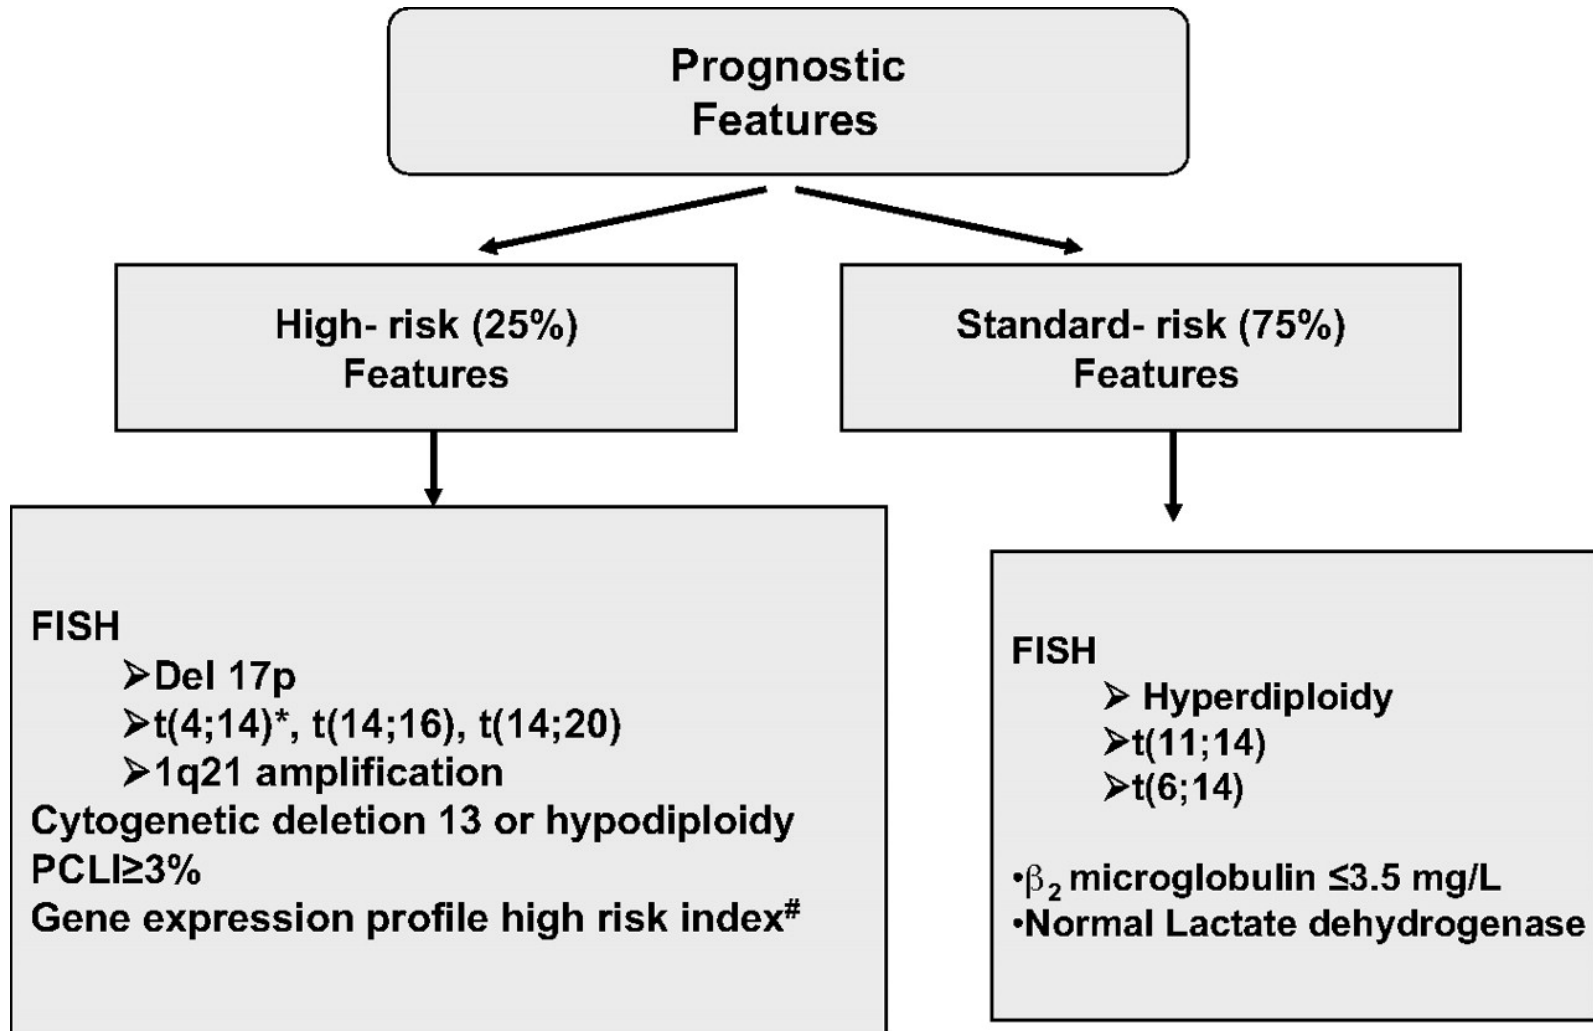 Prognostic
Features
High- risk (25%)
Features
Standard- risk (75%)
Features
FISH
➢Del 17p
➢t(4;14)*, t(14;16), t(14;20)
➢1q21 amplification
Cytogenetic deletion 13 or hypodiploidy
PCLI≥3%
Gene expression profile high risk index#
FISH
➢ Hyperdiploidy
➢t(11;14)
➢t(6;14)
•β₂ microglobulin ≤3.5 mg/L
•Normal Lactate dehydrogenase